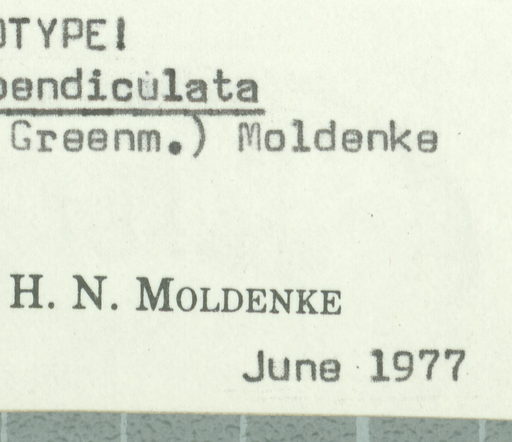 OTYPE!
pendiculata
Greenm.) Moldenke
H. N. MOLDENKE
June 1977